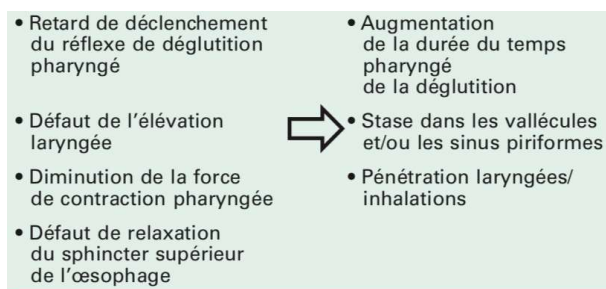 • Retard de déclenchement
du réflexe de déglutition
pharyngé
• Défaut de l'élévation
laryngée
• Diminution de la force
de contraction pharyngée
• Défaut de relaxation
du sphincter supérieur
de l'œsophage
• Augmentation
de la durée du temps
pharyngé
de la déglutition
• Stase dans les vallécules
et/ou les sinus piriformes
• Pénétration laryngées/
inhalations